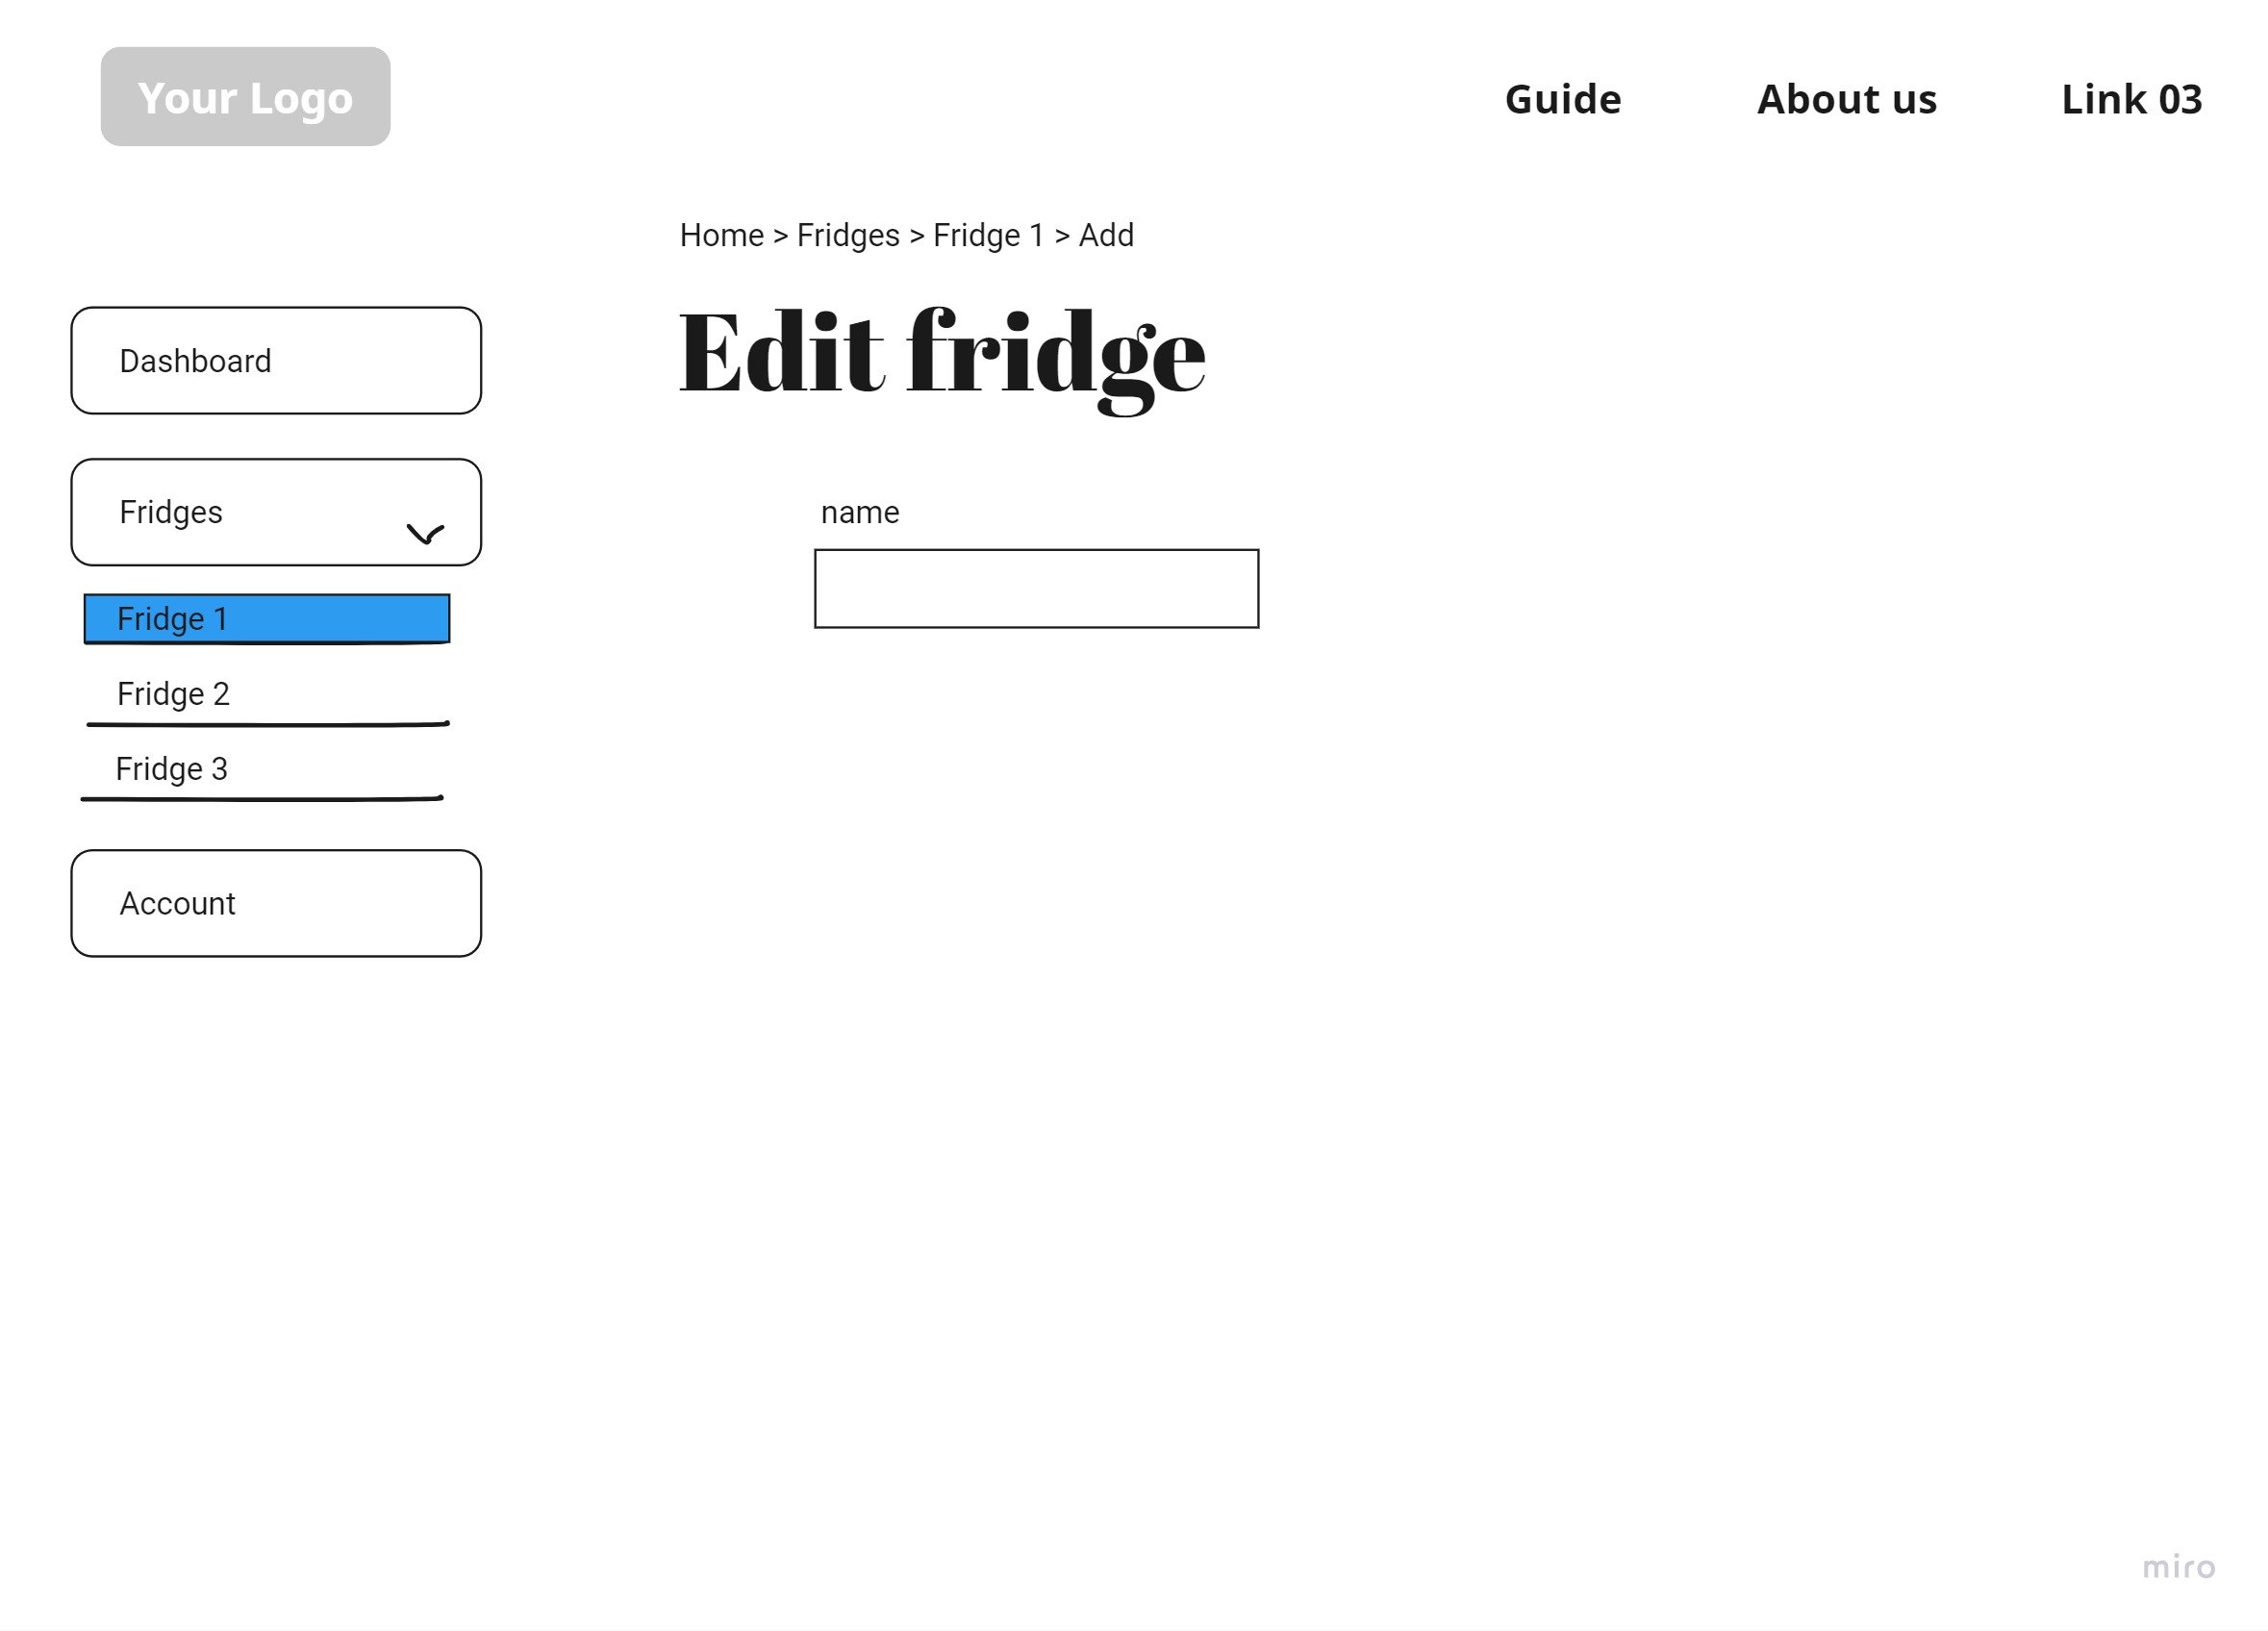 Your Logo
Guide
About us
Link 03
Home > Fridges > Fridge 1 > Add
Edit fridge
Dashboard
Fridges
Fridge 1
Fridge 2
Fridge 3
Account
name
miro